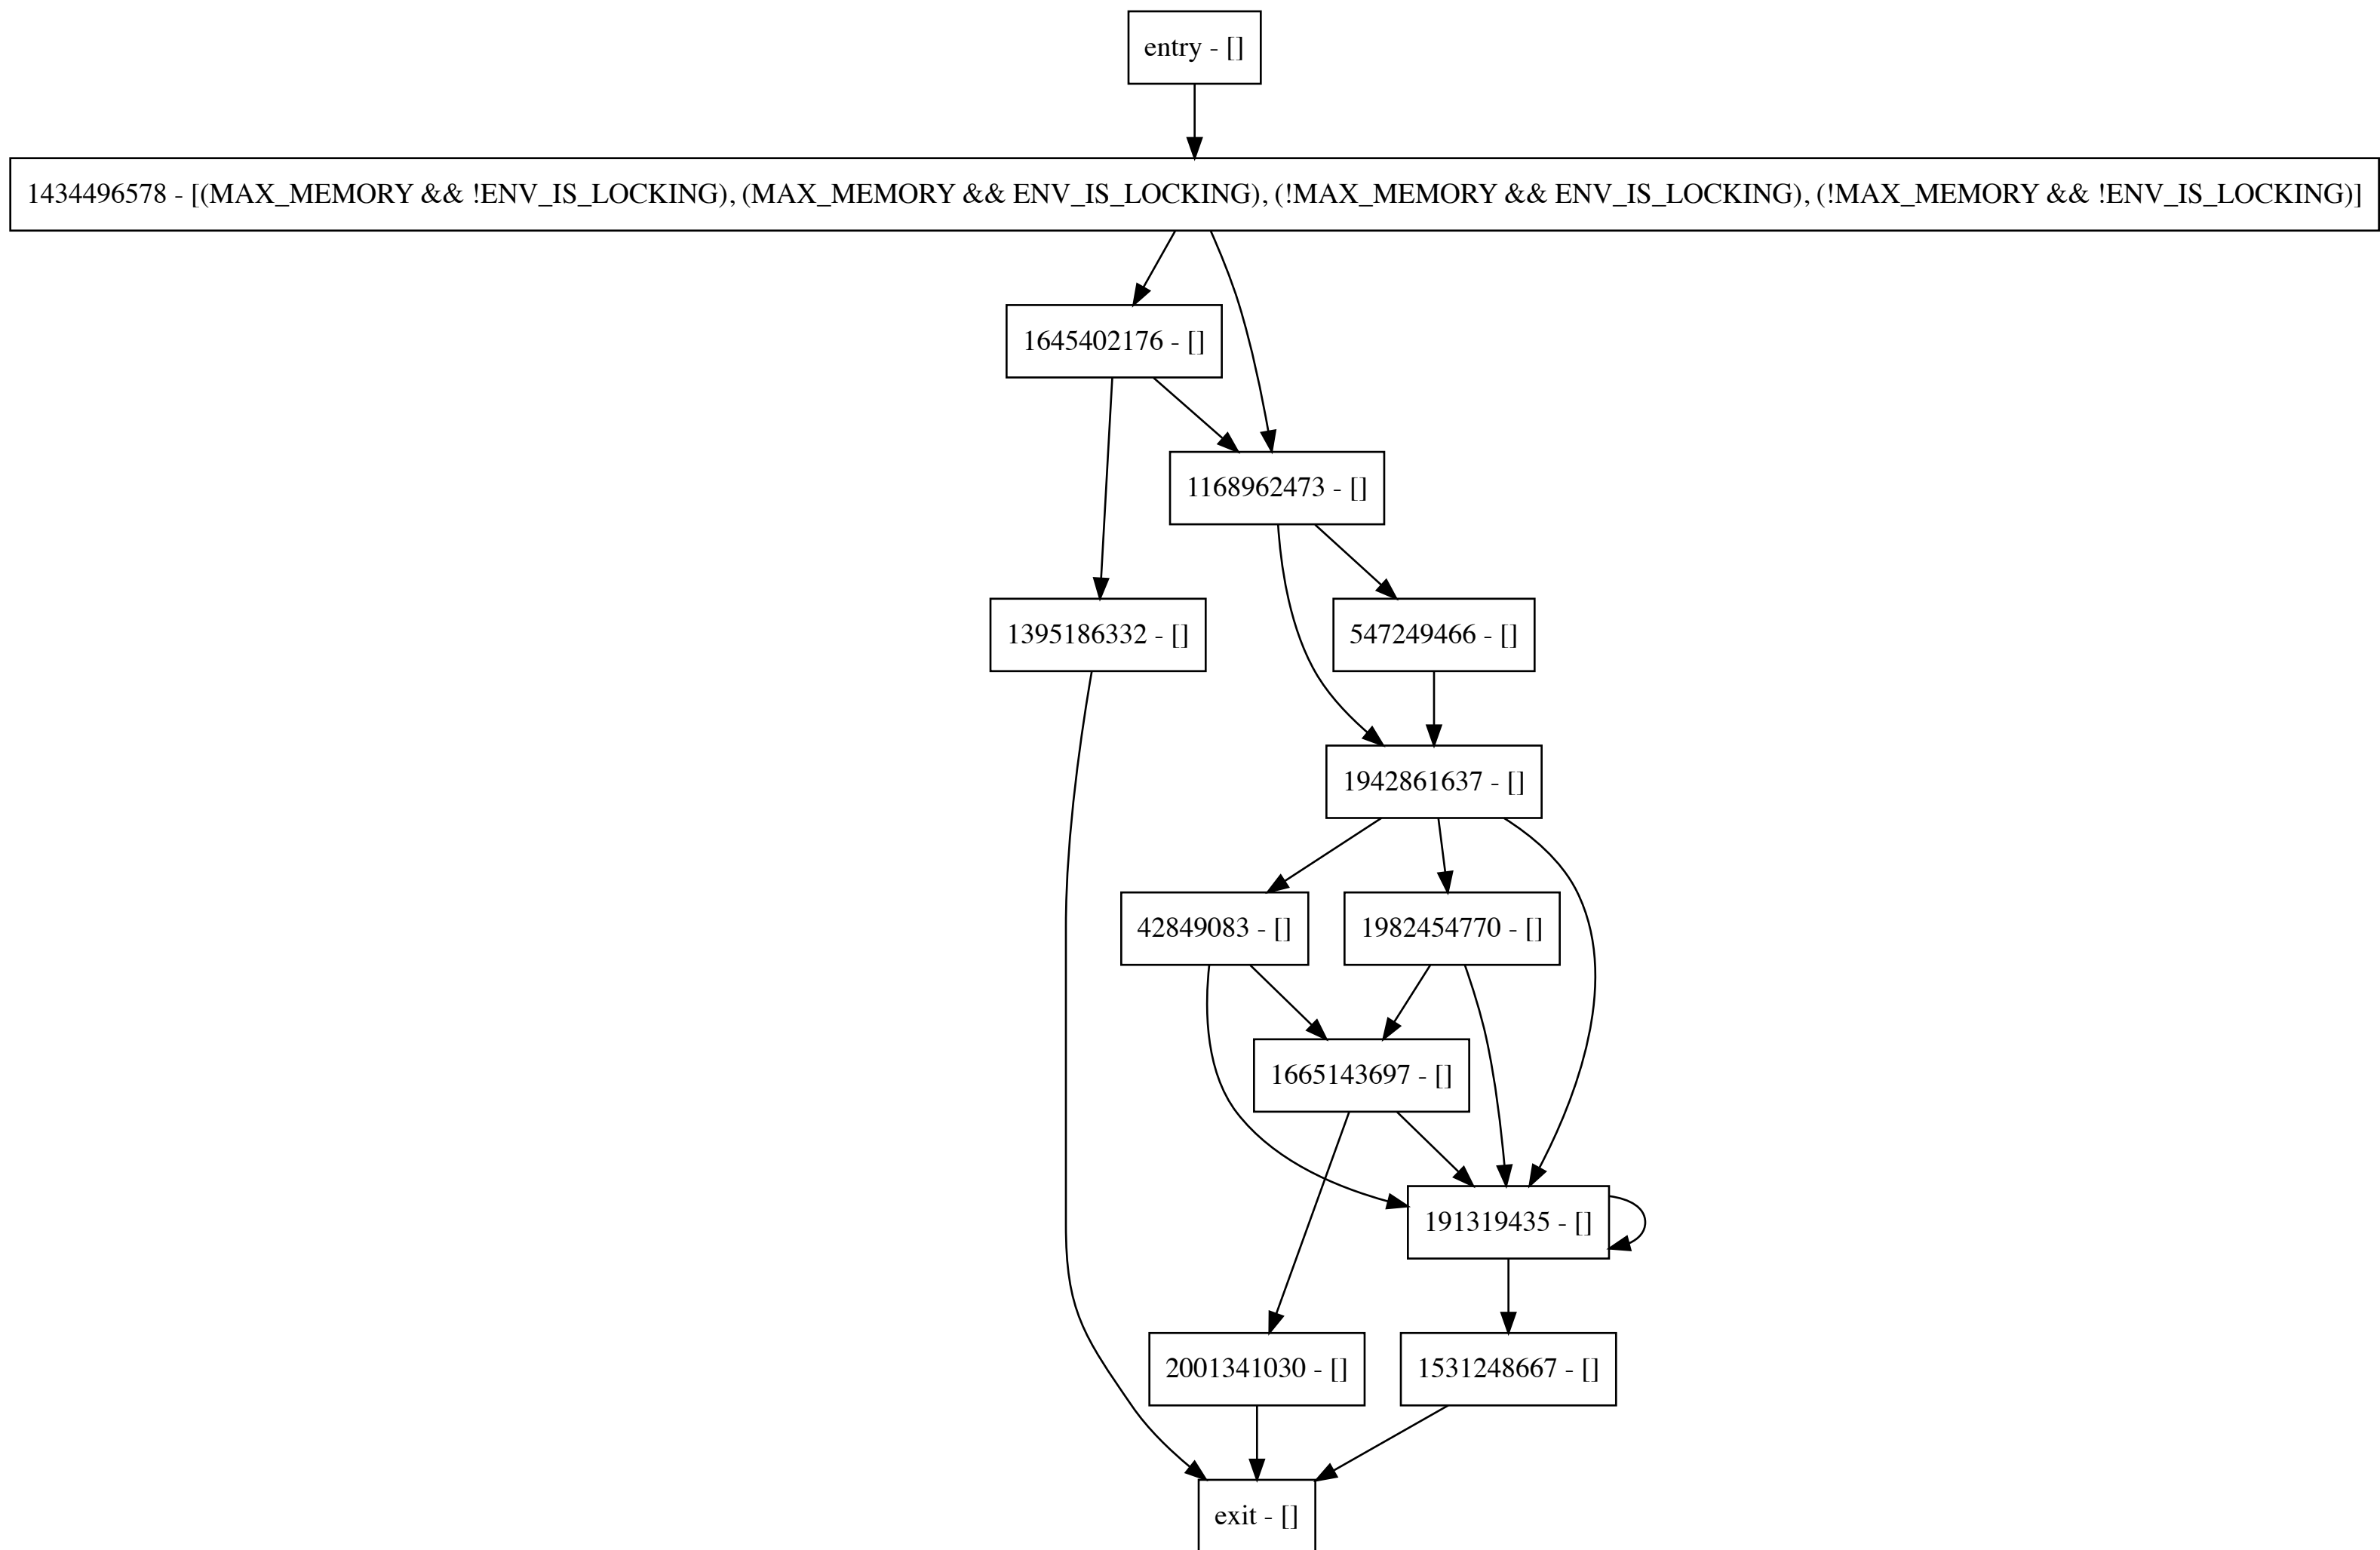 entry - []
1434496578 - [(MAX_MEMORY && !ENV_IS_LOCKING), (MAX_MEMORY && ENV_IS_LOCKING), (!MAX_MEMORY && ENV_IS_LOCKING), (!MAX_MEMORY && !ENV_IS_LOCKING)]
1645402176 - []
1168962473 - []
1395186332 - []
547249466 - []
1942861637 - []
42849083 - []
1982454770 - []
1665143697 - []
191319435 - []
2001341030 - []
1531248667 - []
exit - []